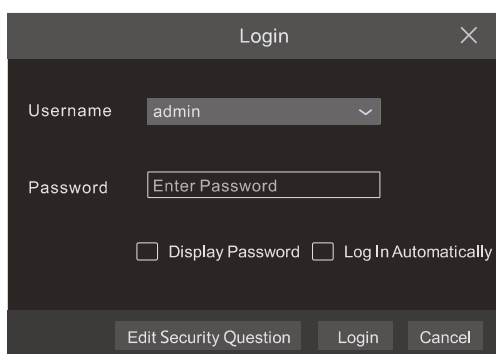 Login
Username admin
Password Enter Password
Display Password Log In Automatically
Edit Security Question Login Cancel